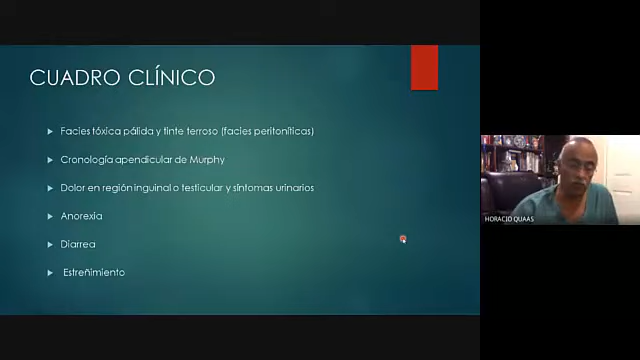 CUADRO CLÍNICO
Facies tóxica pálida y tinte terroso (facies peritoníticas)
Cronología apendicular de Murphy
Dolor en región inguinal o testicular y síntomas urinarios
Anorexia
Diarrea
Estreñimiento
HORACIO QUAAS